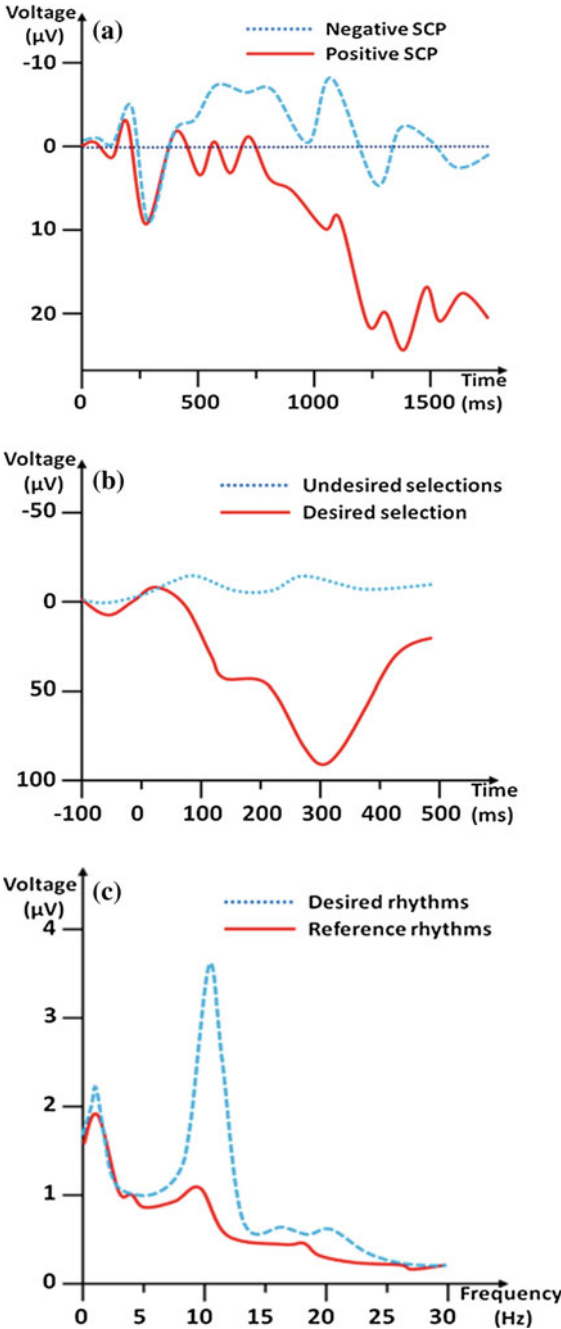 Voltage
(µV)
(a)
Negative SCP
Positive SCP
-10
0
10
20
0
500
1000
1500
Time
(ms)
Voltage
(µV)
(b)
Undesired selections
Desired selection
-50
0
50
100
-100
0
100
200
300
400
500
Time
(ms)
Voltage
(µV)
(c)
Desired rhythms
Reference rhythms
4
3
2
1
0
0
5
10
15
20
25
30
Frequency
(Hz)